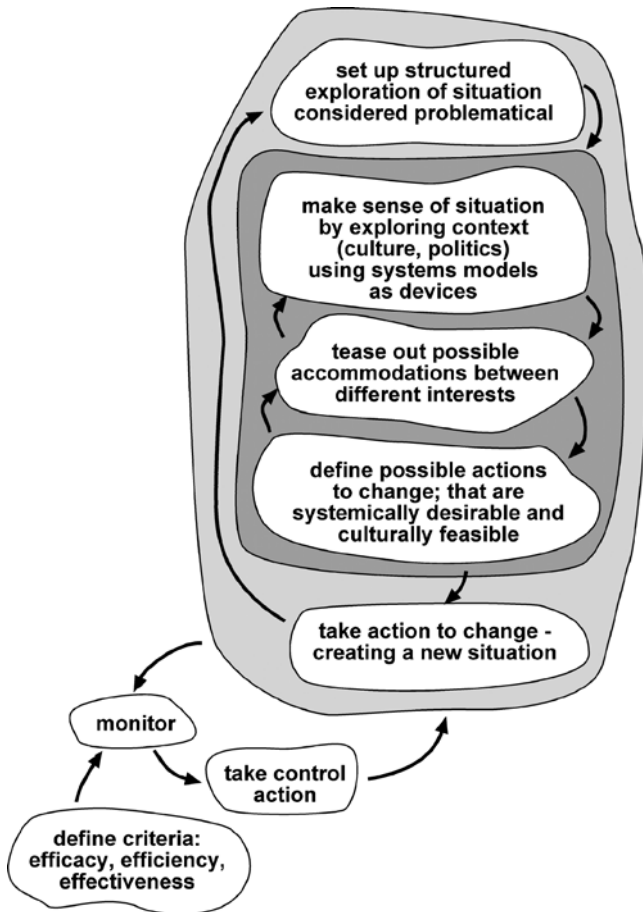 set up structured
exploration of situation
considered problematical
make sense of situation
by exploring context
(culture, politics)
using systems models
as devices
tease out possible
accommodations between
different interests
define possible actions
to change; that are
systemically desirable and
culturally feasible
take action to change -
creating a new situation
monitor
take control
action
define criteria:
efficacy, efficiency,
effectiveness